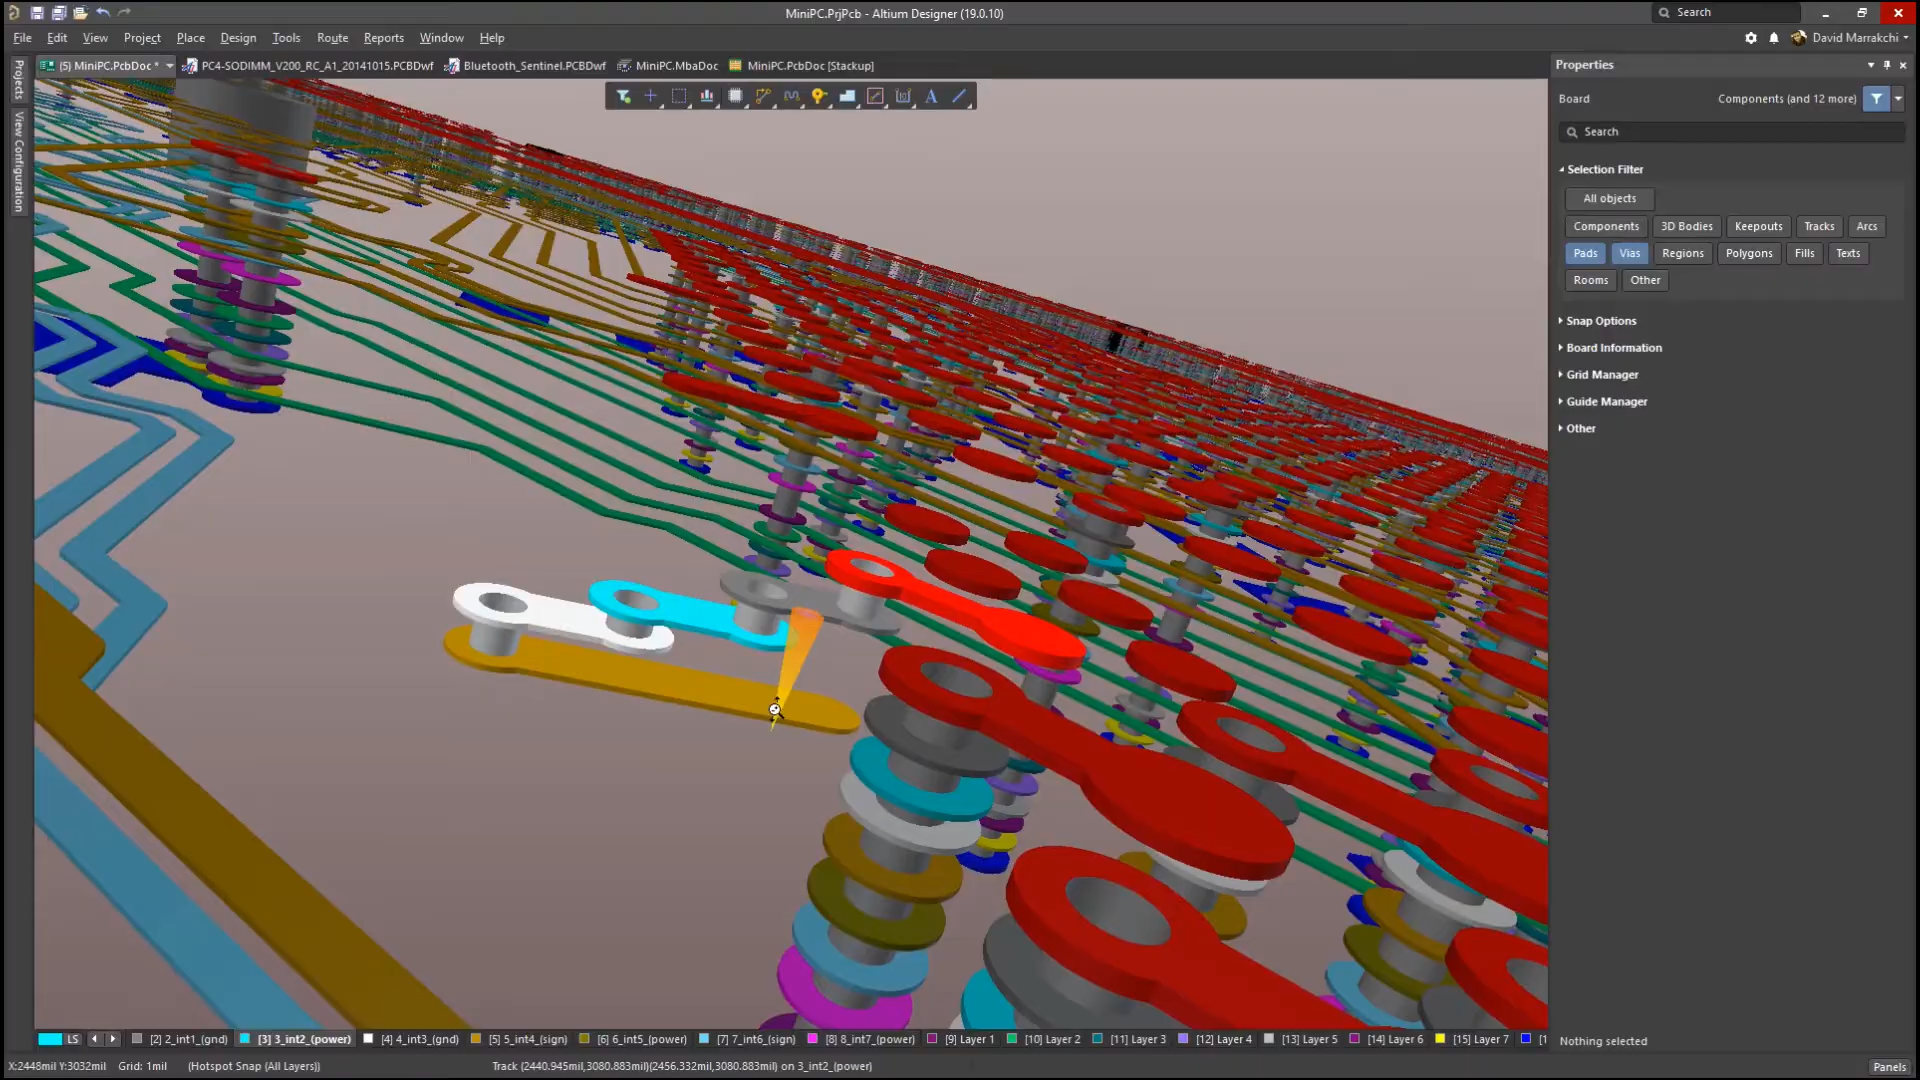 MiniPC.PrjPcb - Altium Designer (19.0.10)
Search
File Edit View Project Place Design Tools Route Reports Window Help
David Marrakchi
(5) MiniPC.PcbDoc *
PC4-SODIMM_V200_RC_A1_20141015.PCBDwf
Bluetooth_Sentinel.PCBDwf
MiniPC.MbaDoc
MiniPC.PcbDoc [Stackup]
Projects
View Configuration
Properties
Board
Components (and 12 more)
Search
Selection Filter
All objects
Components 3D Bodies Keepouts Tracks Arcs
Pads Vias Regions Polygons Fills Texts
Rooms Other
Snap Options
Board Information
Grid Manager
Guide Manager
Other
LS [2] 2_int1_(gnd) [3] 3_int2_(power) [4] 4_int3_(gnd) [5] 5_int4_(sign) [6] 6_int5_(power) [7] 7_int6_(sign) [8] 8_int7_(power) [9] Layer 1 [10] Layer 2 [11] Layer 3 [12] Layer 4 [13] Layer 5 [14] Layer 6 [15] Layer 7 [1
Nothing selected
X:2448mil Y:3032mil Grid: 1mil (Hotspot Snap (All Layers)) Track (2440.945mil,3080.883mil)(2456.332mil,3080.883mil) on 3_int2_(power)
Panels